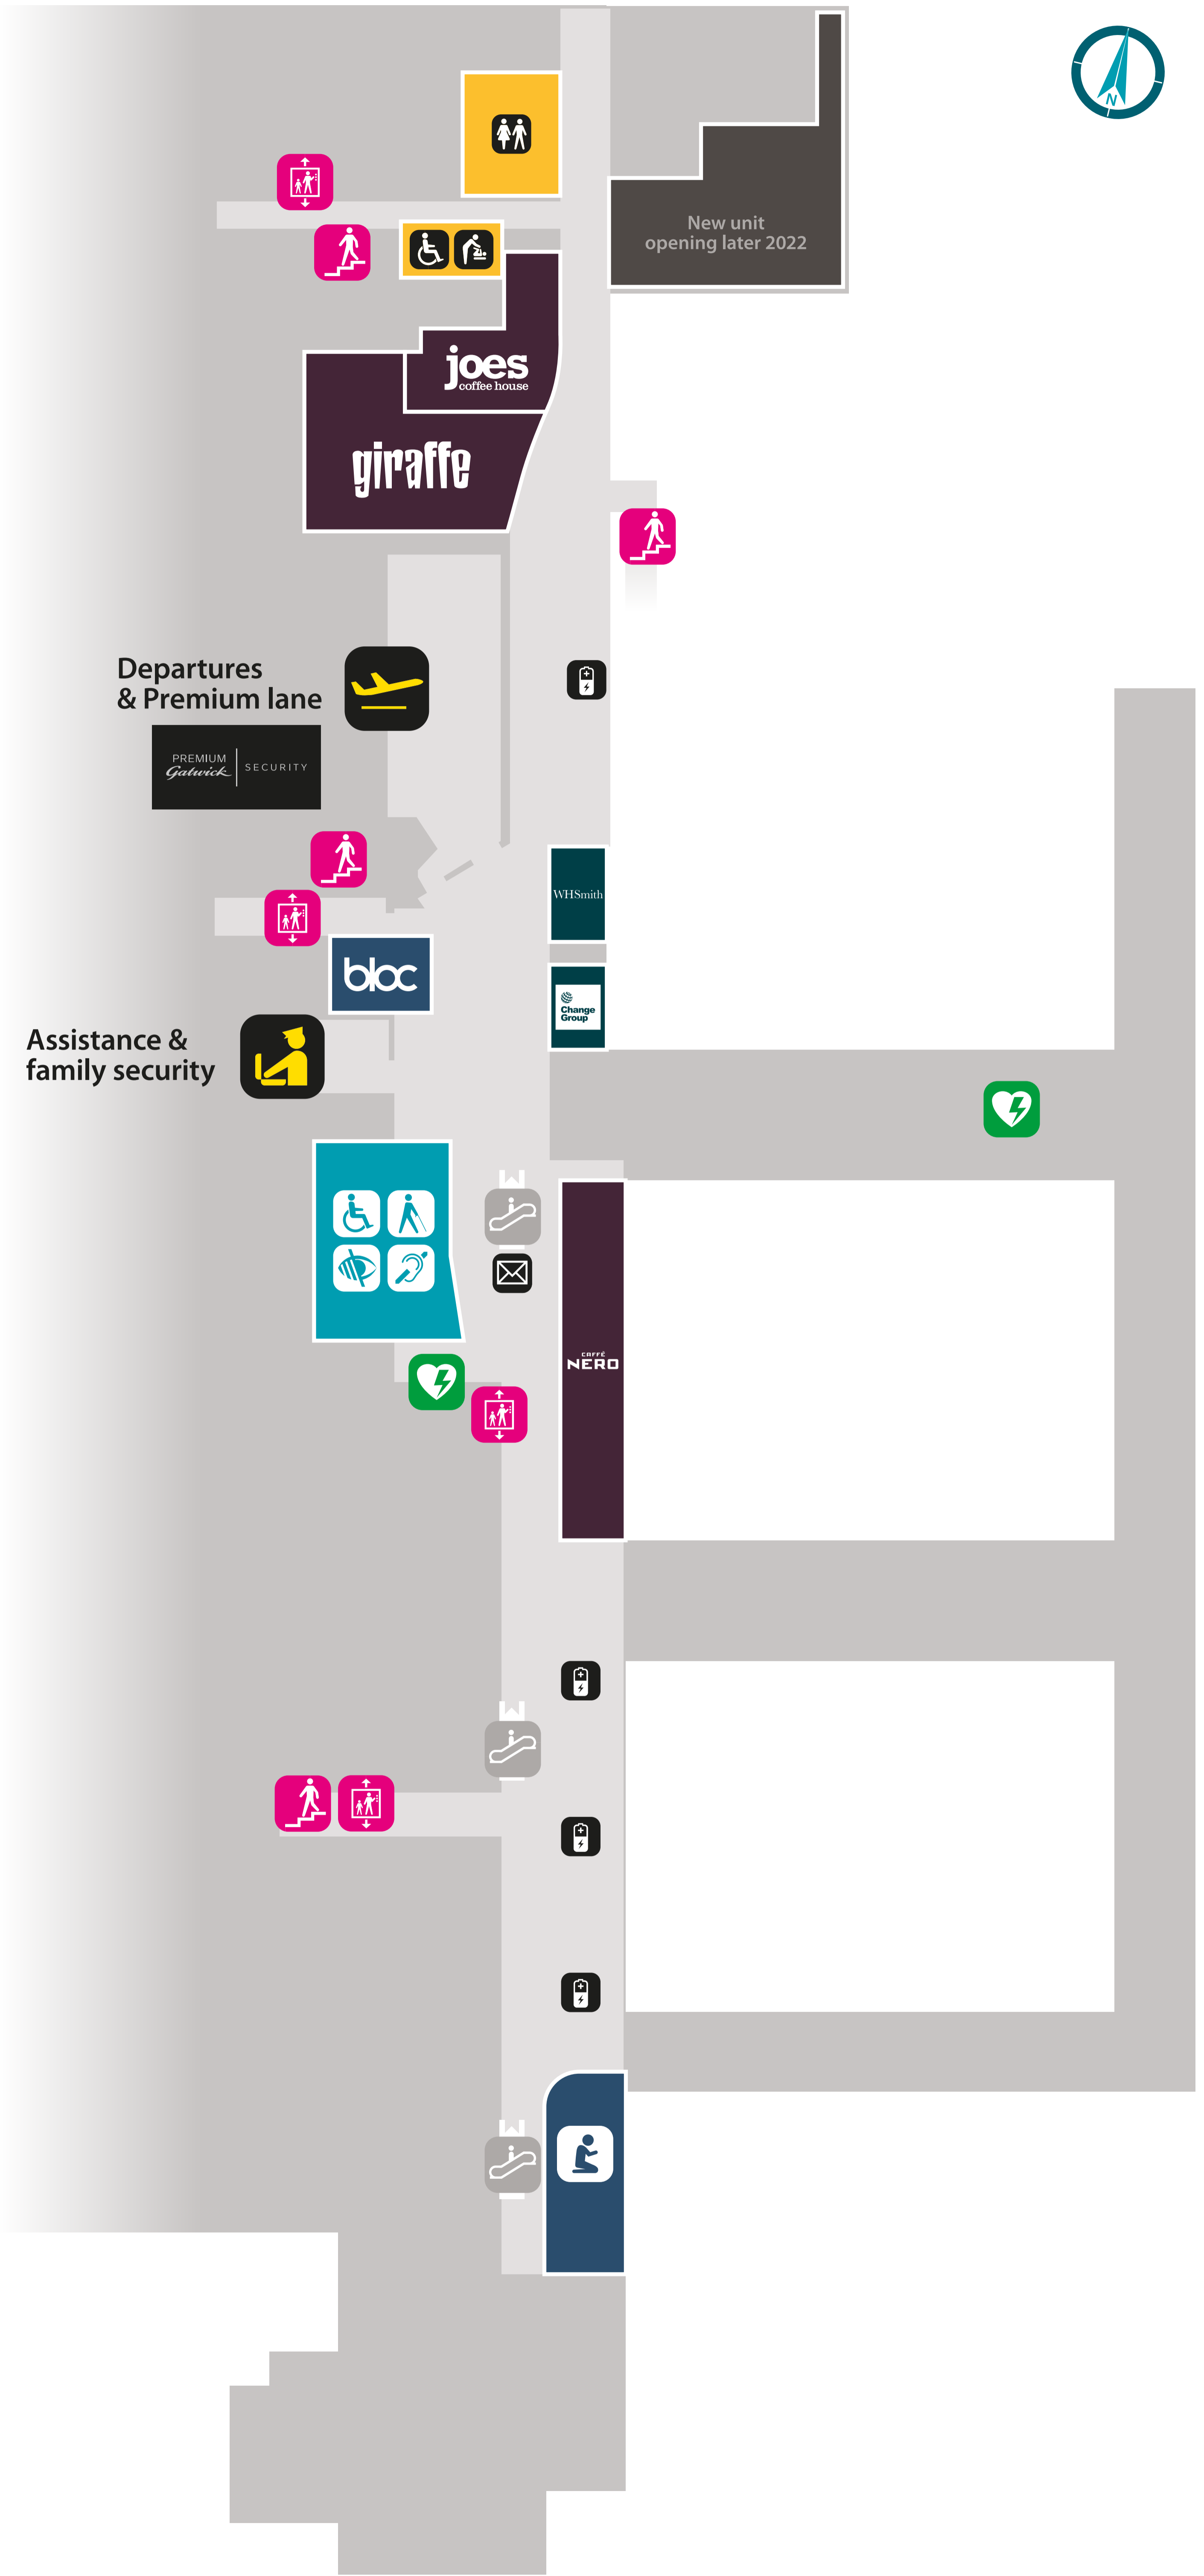 N
New unit
opening later 2022
joes
coffee house
giraffe
Departures
& Premium lane
PREMIUM
Gatwick
SECURITY
WHSmith
bloc
Change
Group
Assistance &
family security
CAFFÈ
NERO